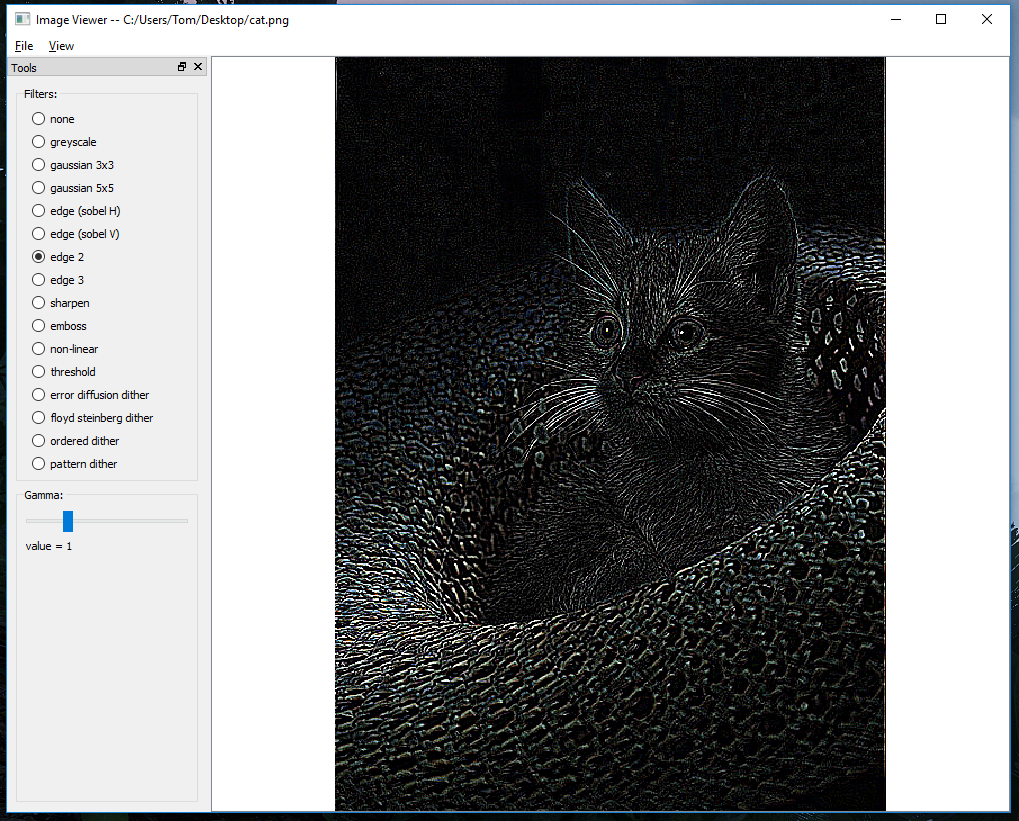 Image Viewer -- C:/Users/Tom/Desktop/cat.png
File View
Tools
Filters:
none
greyscale
gaussian 3x3
gaussian 5x5
edge (sobel H)
edge (sobel V)
edge 2
edge 3
sharpen
emboss
non-linear
threshold
error diffusion dither
floyd steinberg dither
ordered dither
pattern dither
Gamma:
value = 1